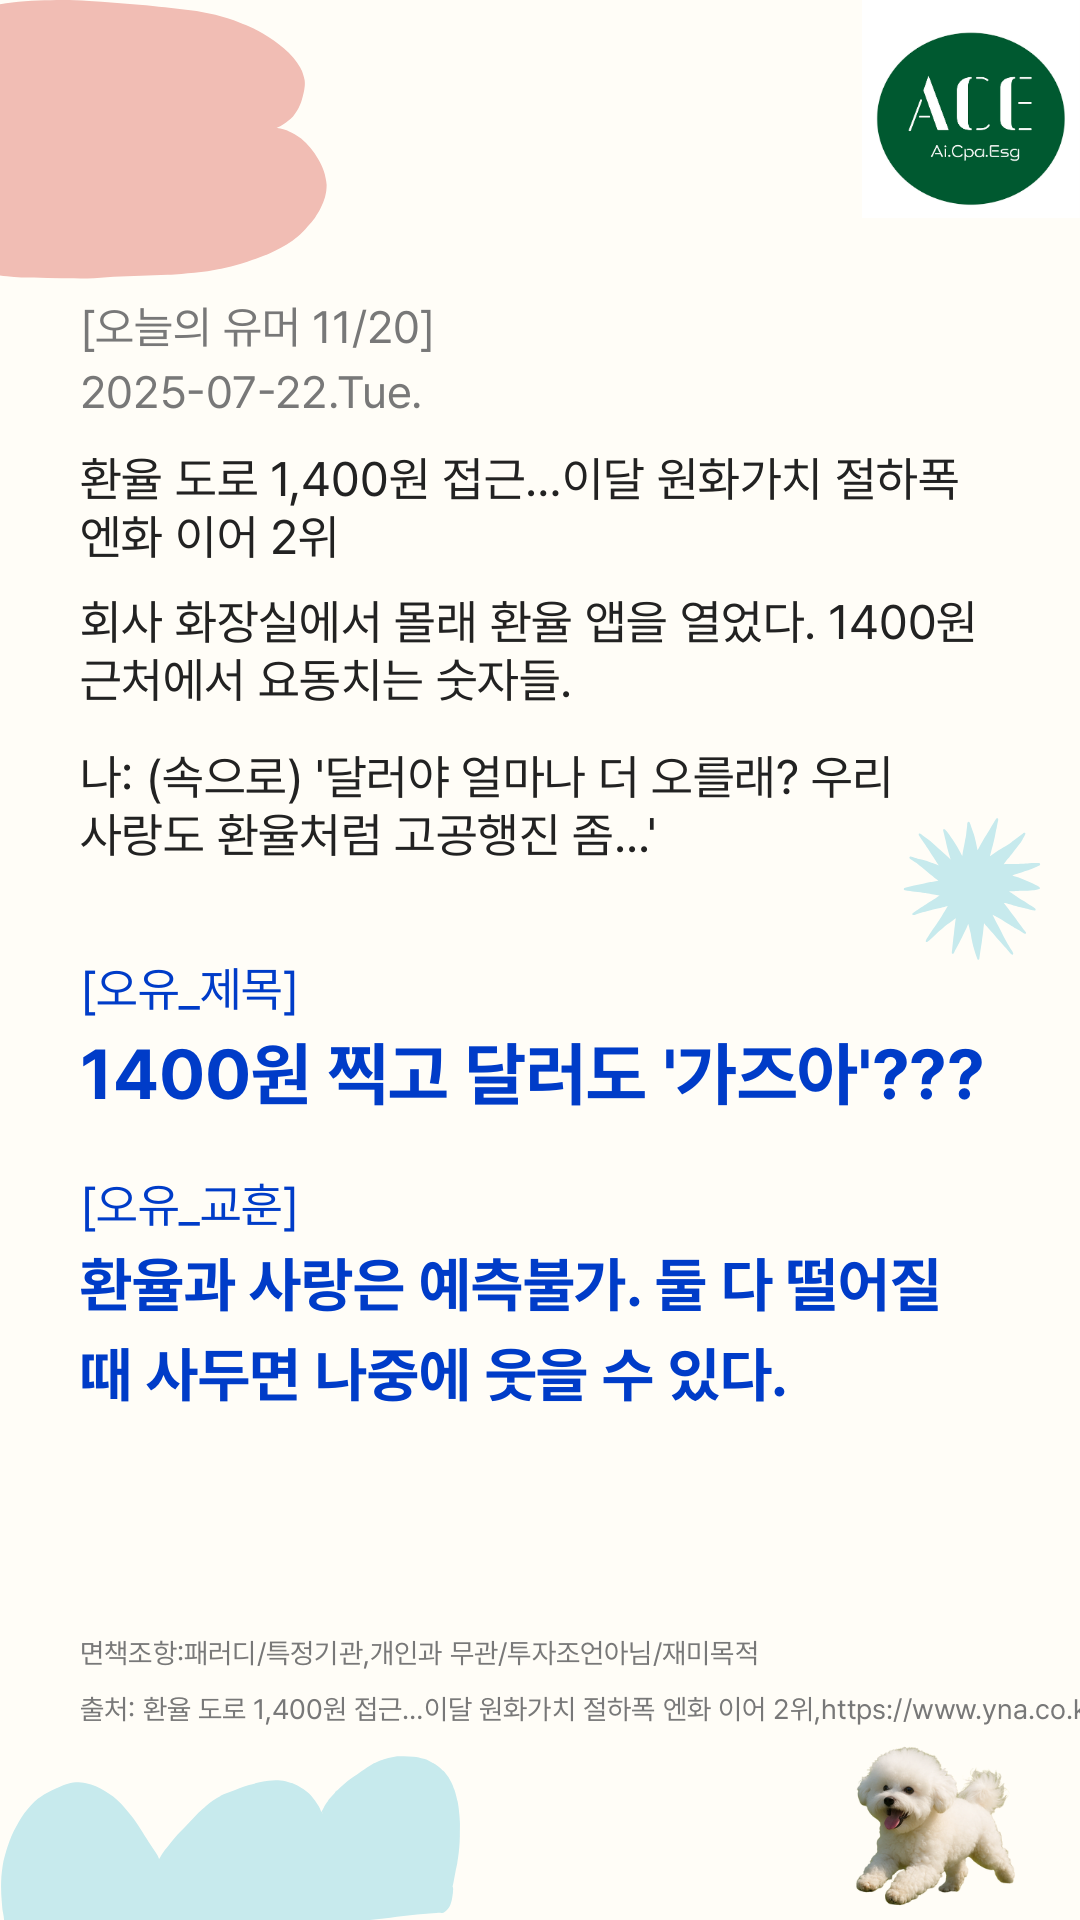 ACE
Ai.Cpa.Esg
[오늘의 유머 11/20]
2025-07-22.Tue.
환율 도로 1,400원 접근…이달 원화가치 절하폭
엔화 이어 2위
회사 화장실에서 몰래 환율 앱을 열었다. 1400원
근처에서 요동치는 숫자들.
나: (속으로) '달러야 얼마나 더 오를래? 우리
사랑도 환율처럼 고공행진 좀...'
[오유_제목]
1400원 찍고 달러도 '가즈아'???
[오유_교훈]
환율과 사랑은 예측불가. 둘 다 떨어질
때 사두면 나중에 웃을 수 있다.
면책조항:패러디/특정기관,개인과 무관/투자조언아님/재미목적
출처: 환율 도로 1,400원 접근…이달 원화가치 절하폭 엔화 이어 2위,https://www.yna.co.k